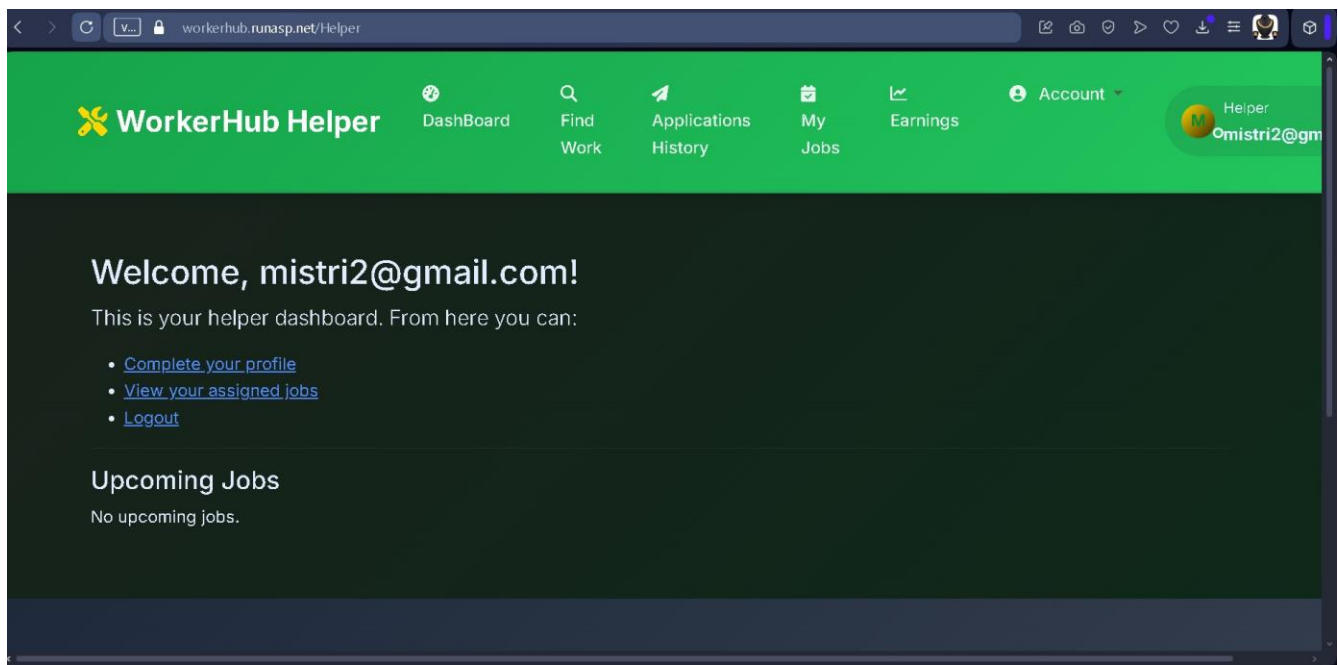 V...
workerhub.runasp.net/Helper
WorkerHub Helper
DashBoard
Find
Work
Applications
History
My
Jobs
Earnings
Account
M
Helper
mistri2@gm
Welcome, mistri2@gmail.com!
This is your helper dashboard. From here you can:
• Complete your profile
• View your assigned jobs
• Logout
Upcoming Jobs
No upcoming jobs.